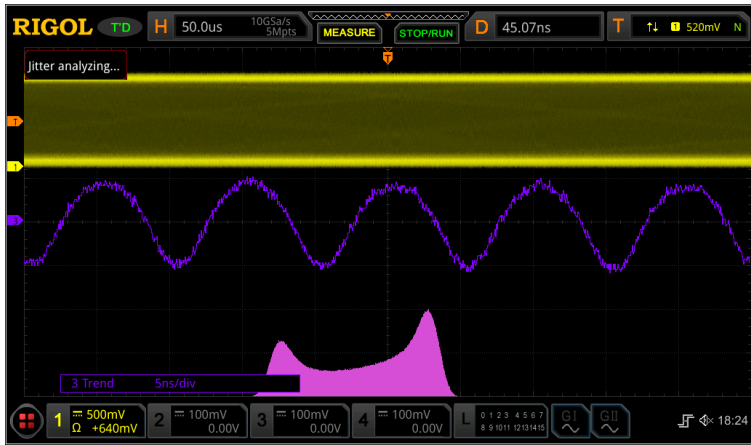 RIGOL T'D H 50.0us 10GSa/s 5Mpts MEASURE STOP/RUN D 45.07ns T 1 520mV N
T
Jitter analyzing...
T
1
3
3 Trend 5ns/div
1 500mV Ω +640mV 2 100mV 0.00V 3 100mV 0.00V 4 100mV 0.00V L 0 1 2 3 4 5 6 7 8 9 10 11 12 13 14 15 GI GII 18:24